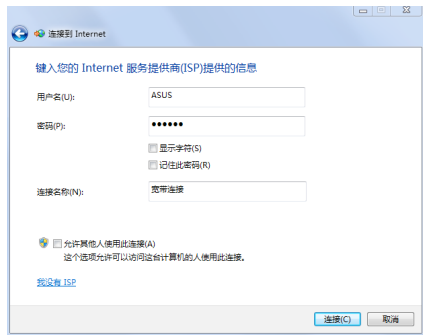 连接到 Internet
键入您的 Internet 服务提供商(ISP)提供的信息
用户名(U):
ASUS
密码(P):
●●●●●●
显示字符(S)
记住此密码(R)
连接名称(N):
宽带连接
允许其他人使用此连接(A)
这个选项允许可以访问这台计算机的人使用此连接。
我没有 ISP
连接(C)
取消